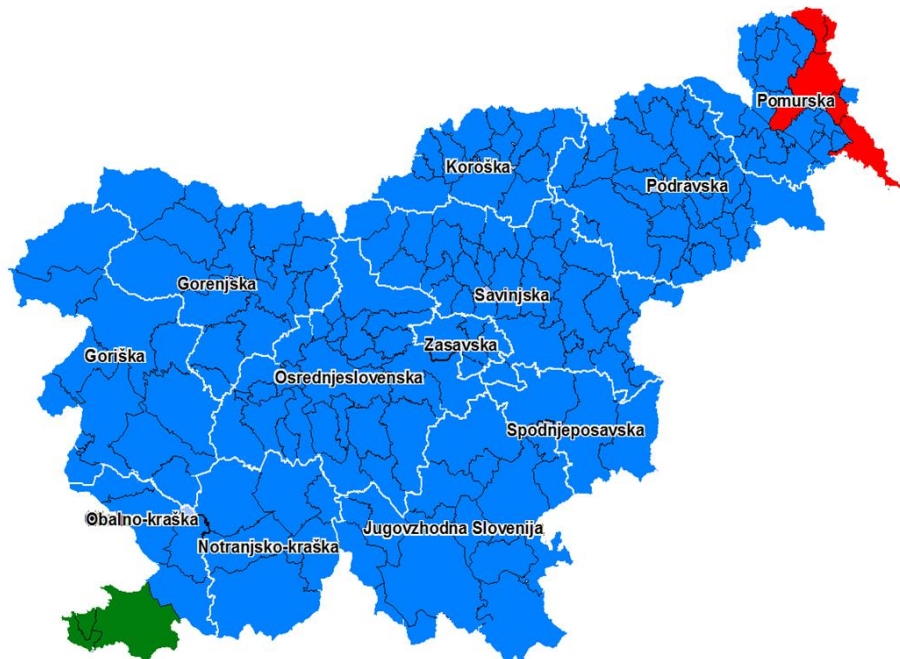 Pomurska
Koroška
Podravska
Gorenjska
Savinjska
Zasavska
Goriška
Osrednjeslovenska
Spodnjeposavska
Obalno-kraška
Jugovzhodna Slovenija
Notranjsko-kraška